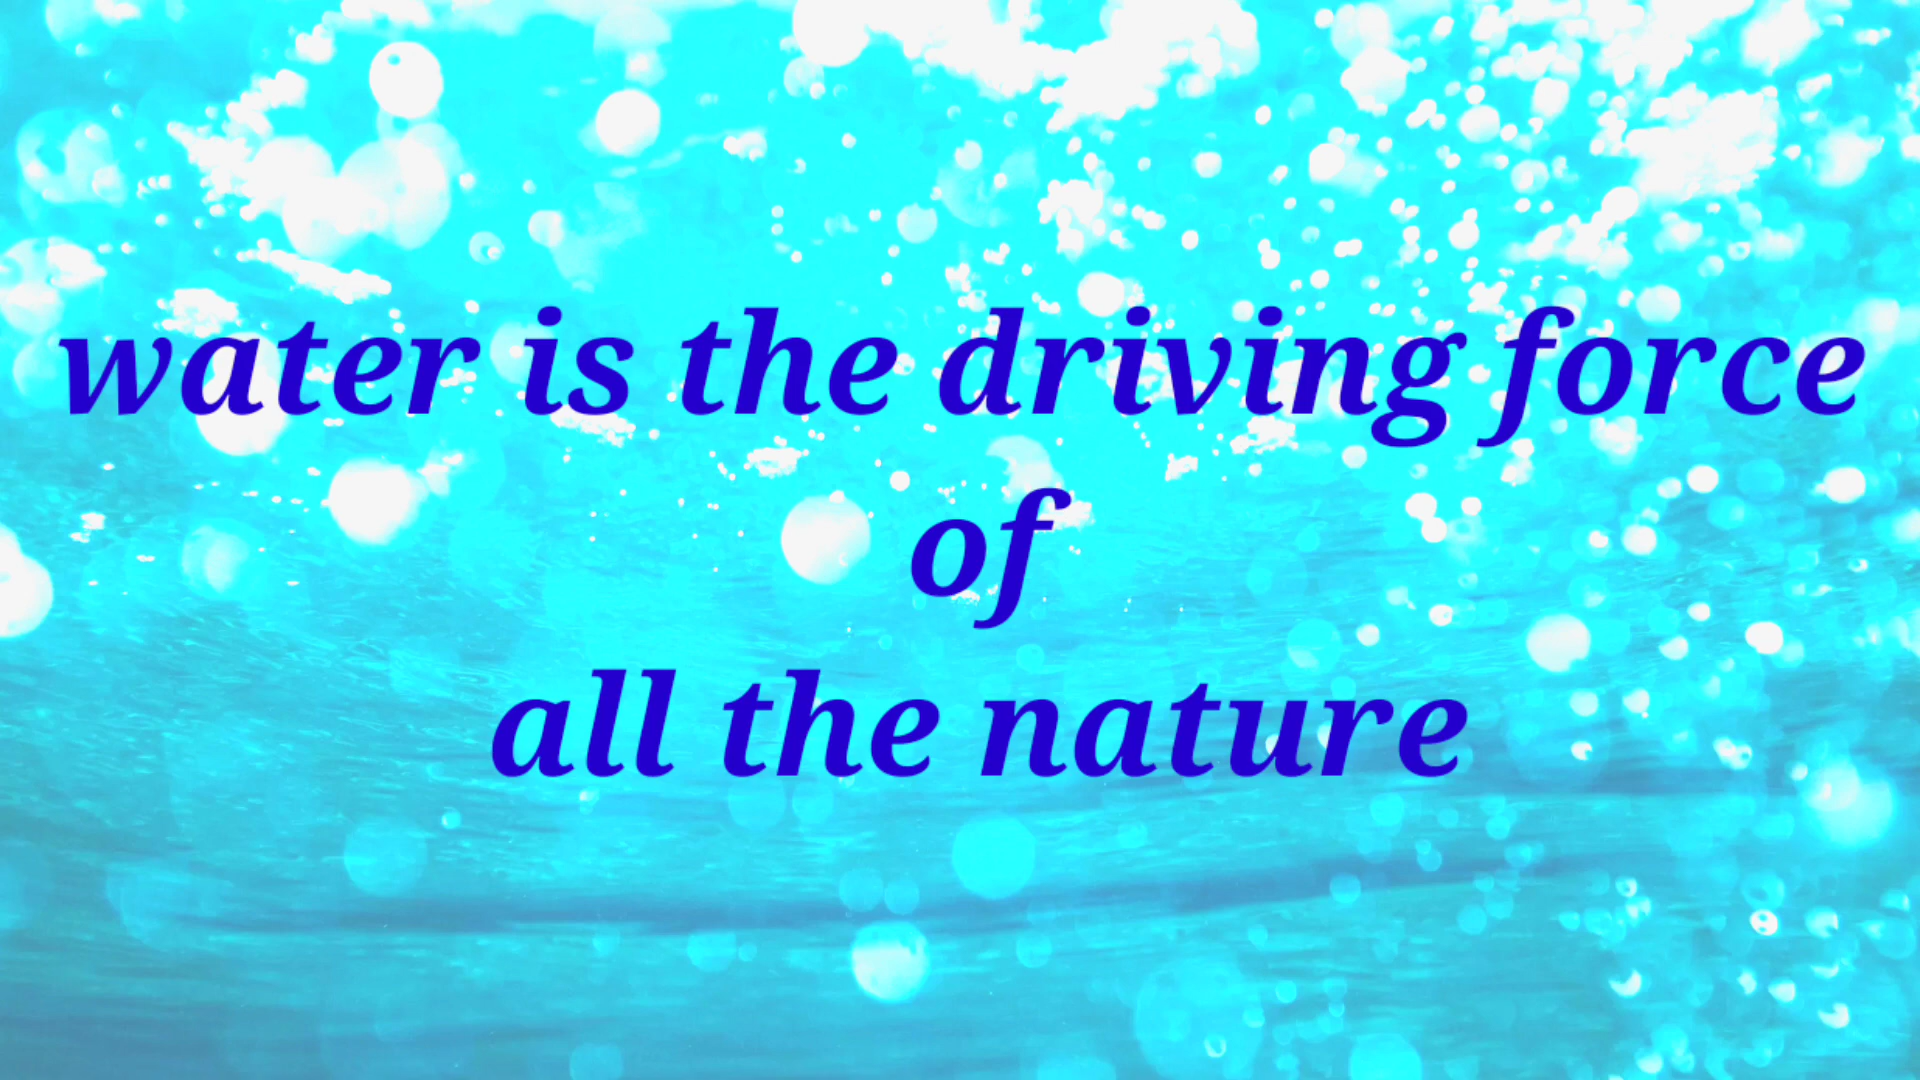 water is the driving force
of
all the nature